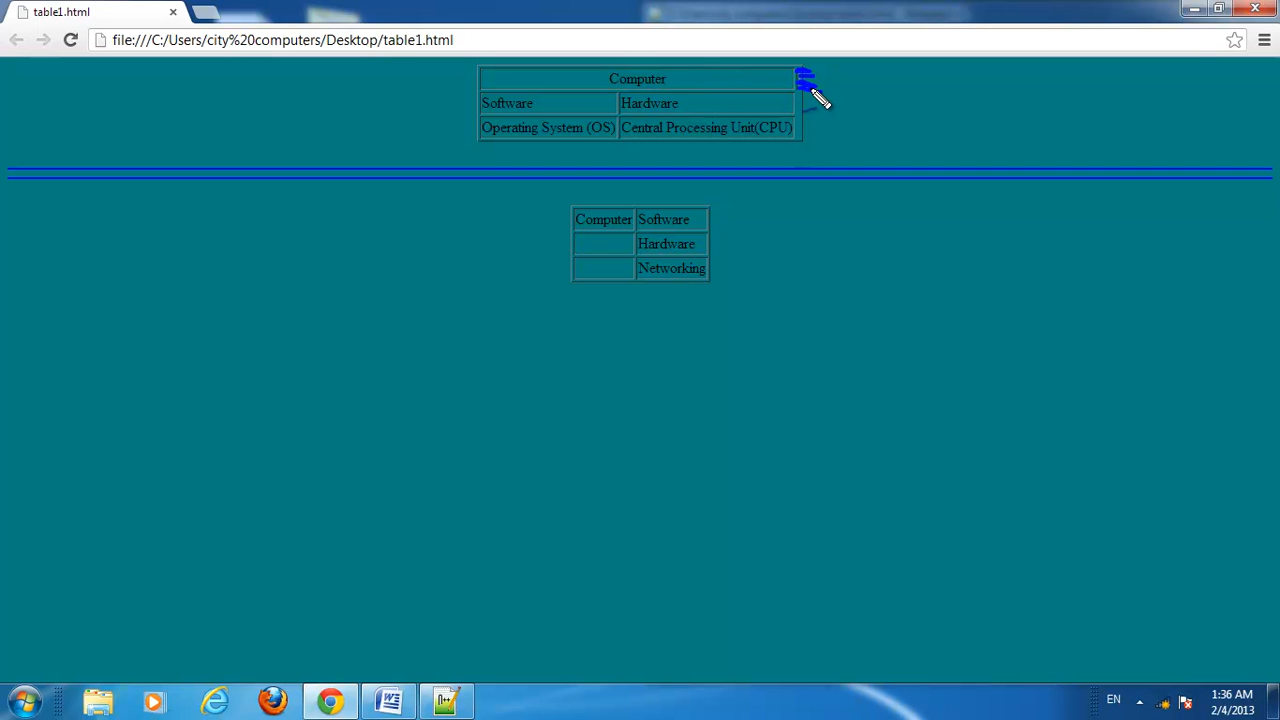 table1.html
file:///C:/Users/city%20computers/Desktop/table1.html
Computer
Software Hardware
Operating System (OS) Central Processing Unit(CPU)
Computer Software
Hardware
Networking
EN
1:36 AM
2/4/2013